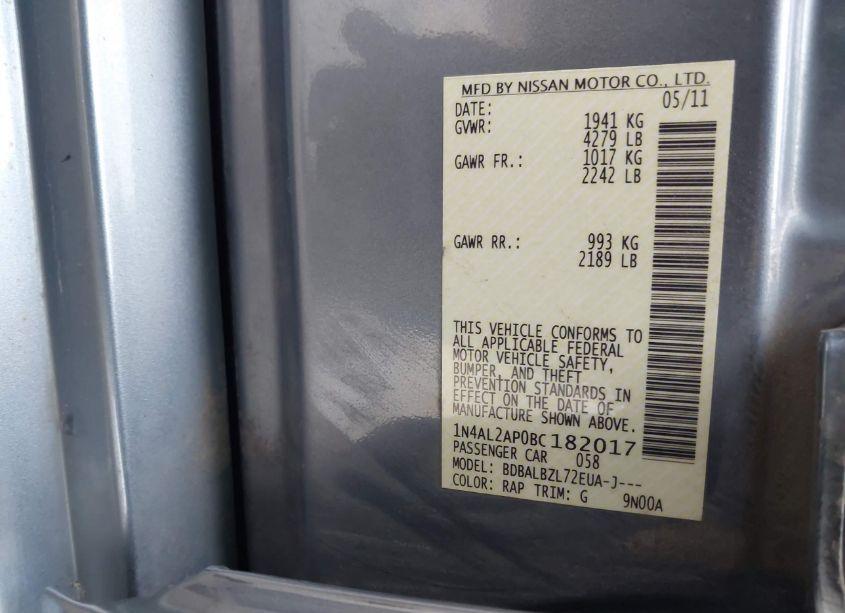 MFD BY NISSAN MOTOR CO., LTD.
DATE: 05/11
GVWR: 1941 KG
4279 LB
GAWR FR.: 1017 KG
2242 LB
GAWR RR.: 993 KG
2189 LB
THIS VEHICLE CONFORMS TO
ALL APPLICABLE FEDERAL
MOTOR VEHICLE SAFETY,
BUMPER, AND THEFT
PREVENTION STANDARDS IN
EFFECT ON THE DATE OF
MANUFACTURE SHOWN ABOVE.
1N4AL2AP0BC182017
PASSENGER CAR 058
MODEL: BDBALBZL72EUA-J---
COLOR: RAP TRIM: G 9N00A